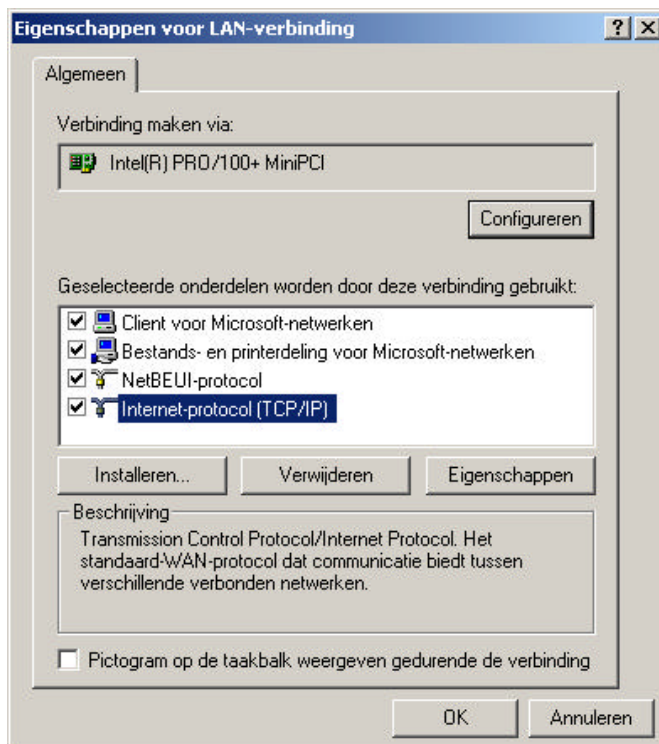 Eigenschappen voor LAN-verbinding
Algemeen
Verbinding maken via:
Intel(R) PRO/100+ MiniPCI
Configureren
Geselecteerde onderdelen worden door deze verbinding gebruikt:
Client voor Microsoft-netwerken
Bestands- en printerdeling voor Microsoft-netwerken
NetBEUI-protocol
Internet-protocol (TCP/IP)
Installeren... Verwijderen Eigenschappen
Beschrijving
Transmission Control Protocol/Internet Protocol. Het
standaard-WAN-protocol dat communicatie biedt tussen
verschillende verbonden netwerken.
Pictogram op de taakbalk weergeven gedurende de verbinding
OK Annuleren